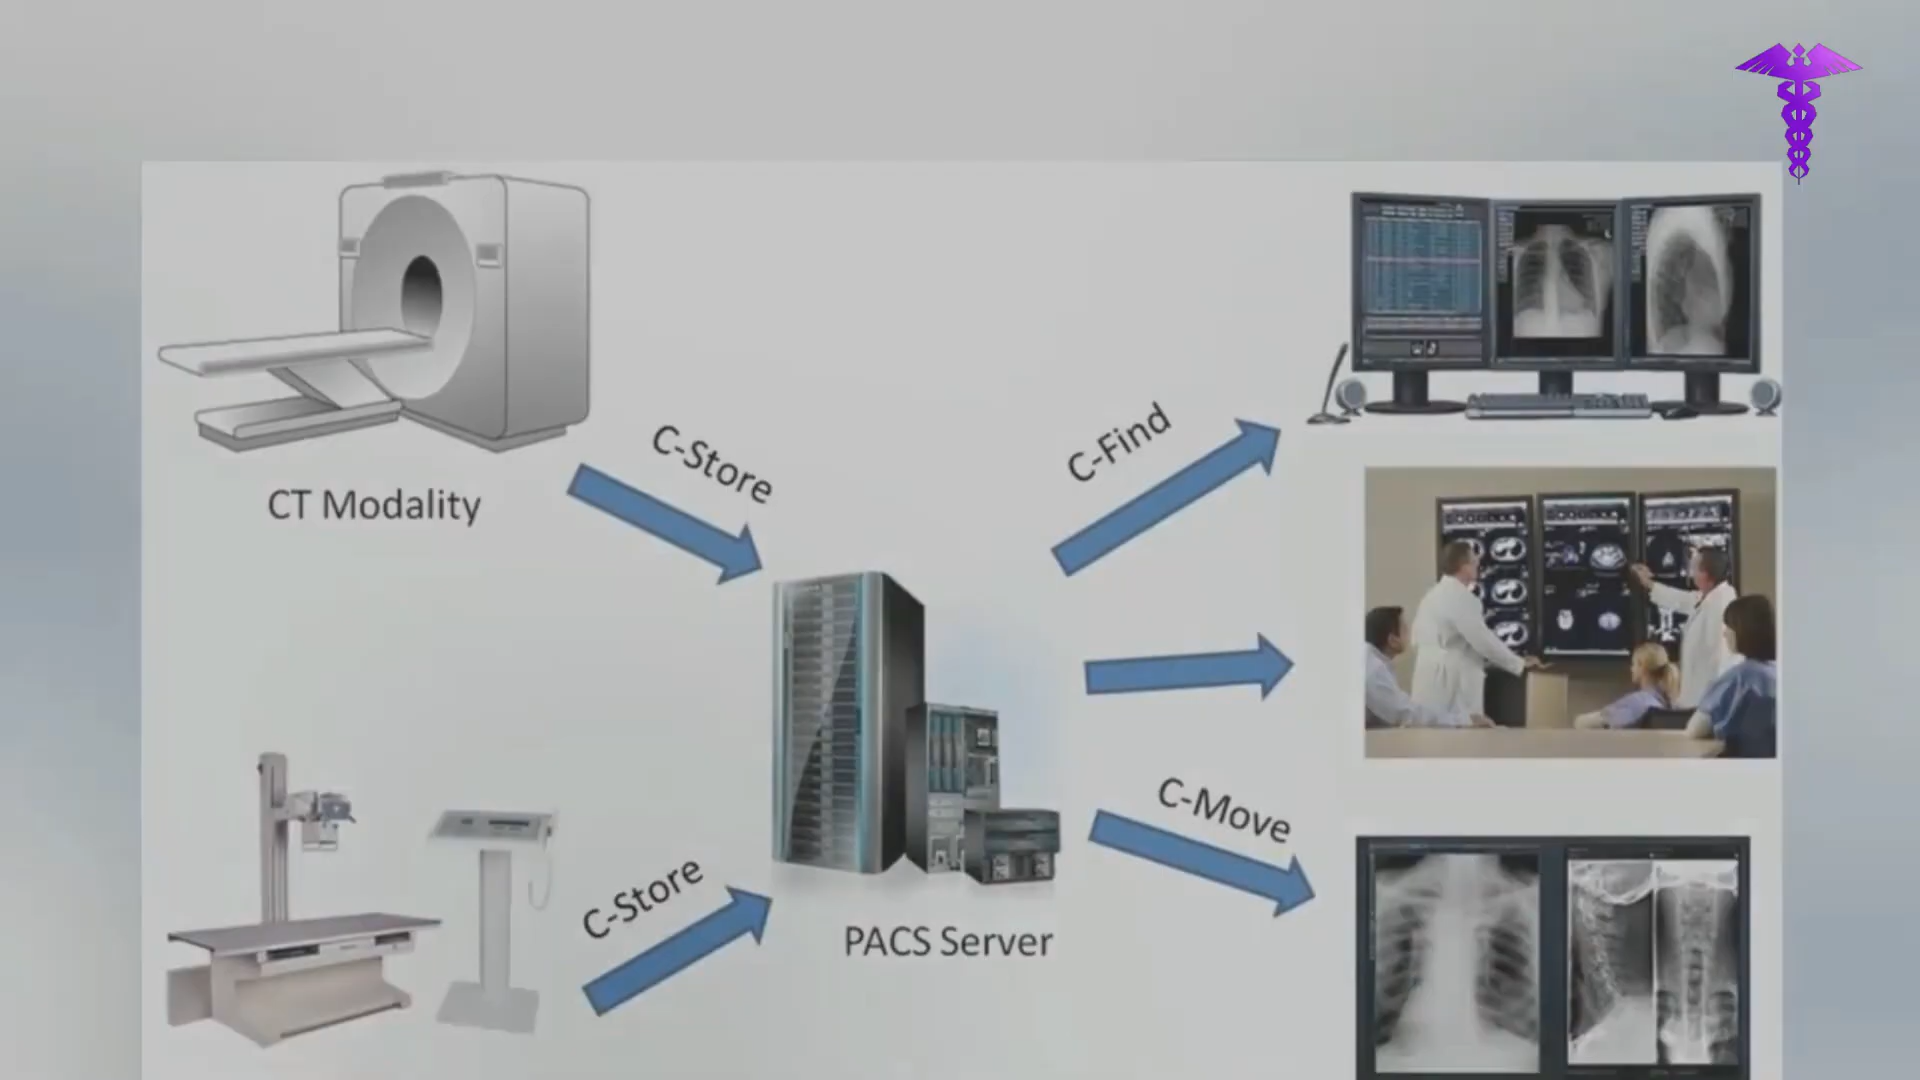 C-Store
C-Find
CT Modality
C-Move
C-Store
PACS Server